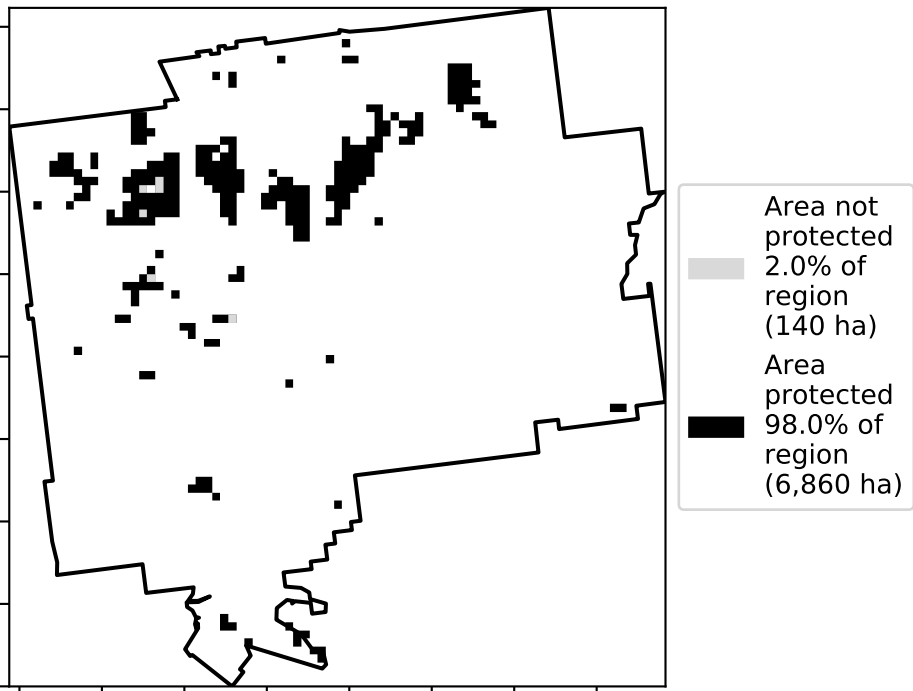 Area not
protected
2.0% of
region
(140 ha)
Area
protected
98.0% of
region
(6,860 ha)